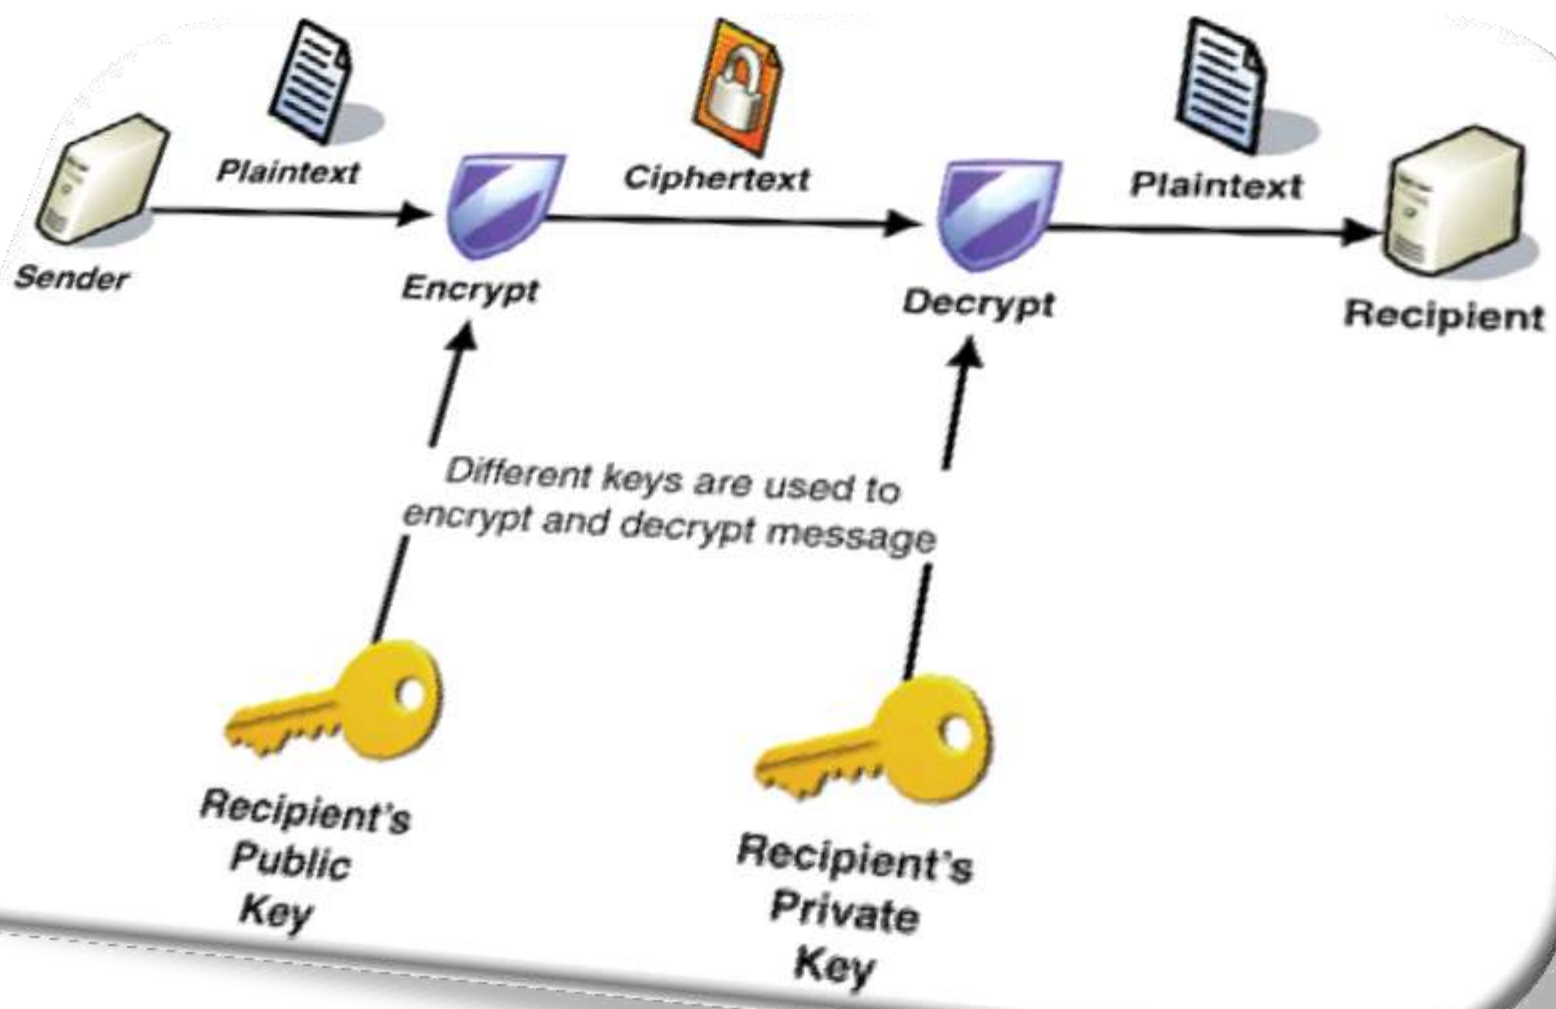 Plaintext
Ciphertext
Plaintext
Sender
Encrypt
Decrypt
Recipient
Different keys are used to
encrypt and decrypt message
Recipient's
Public
Key
Recipient's
Private
Key